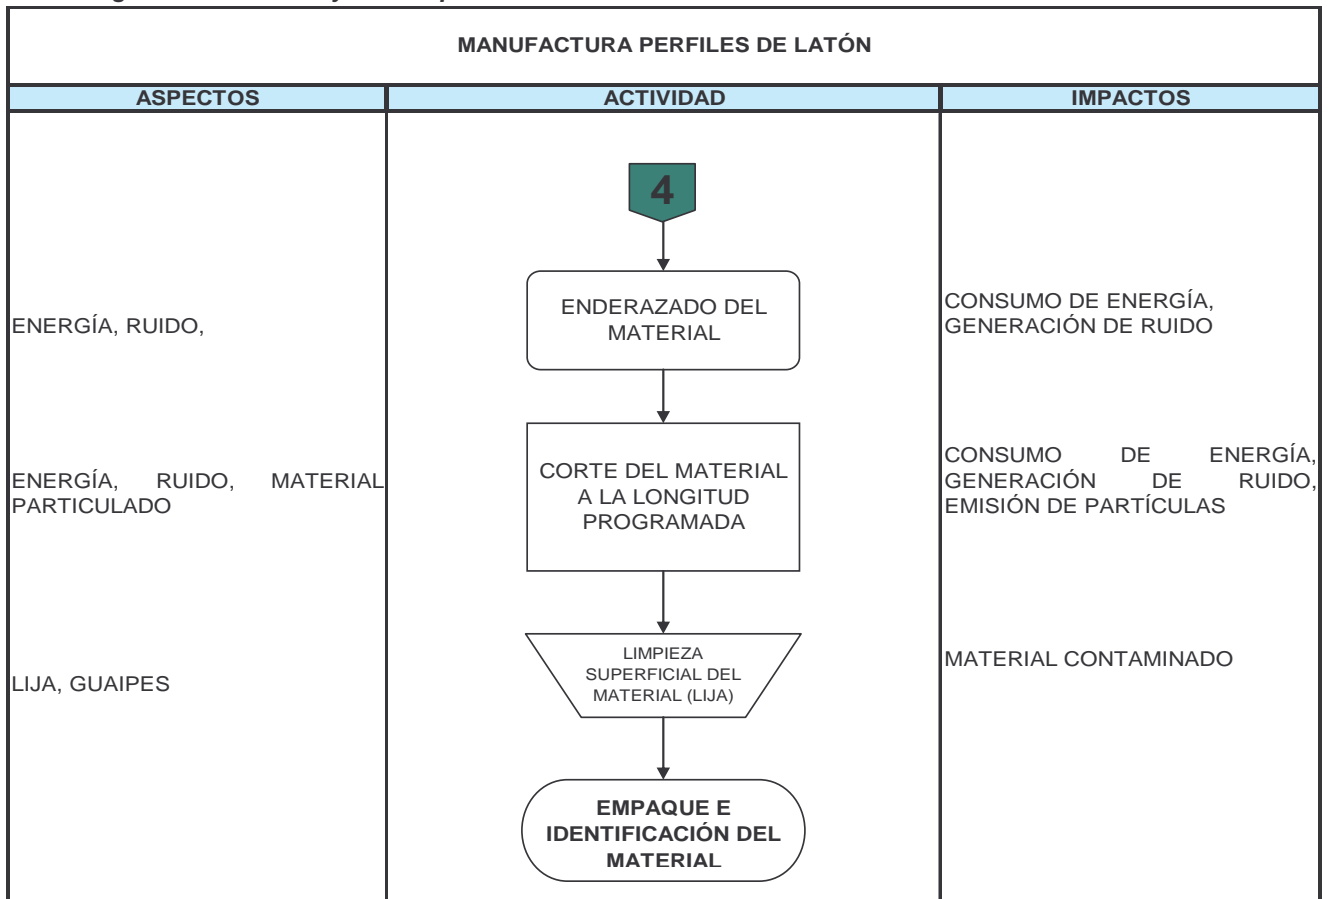 MANUFACTURA PERFILES DE LATÓN
ASPECTOS ACTIVIDAD IMPACTOS
4
ENERGÍA, RUIDO,
ENDERAZADO DEL
MATERIAL
CONSUMO DE ENERGÍA,
GENERACIÓN DE RUIDO
ENERGÍA, RUIDO, MATERIAL
PARTICULADO
CORTE DEL MATERIAL
A LA LONGITUD
PROGRAMADA
CONSUMO DE ENERGÍA,
GENERACIÓN DE RUIDO,
EMISIÓN DE PARTÍCULAS
LIJA, GUAIPES
LIMPIEZA
SUPERFICIAL DEL
MATERIAL (LIJA)
MATERIAL CONTAMINADO
EMPAQUE E
IDENTIFICACIÓN DEL
MATERIAL